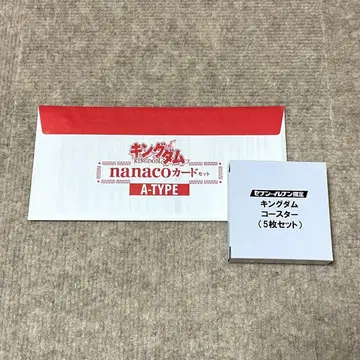 キングダム
KINGDOM
nanacoカードセット
A-TYPE
セブン-イレブン限定
キングダム
コースター
(5枚セット)